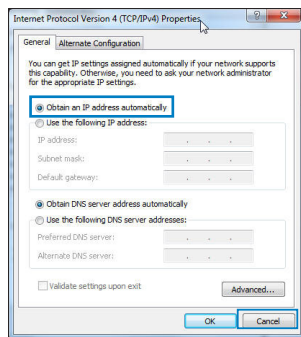 Internet Protocol Version 4 (TCP/IPv4) Properties
General
Alternate Configuration
You can get IP settings assigned automatically if your network supports
this capability. Otherwise, you need to ask your network administrator
for the appropriate IP settings.
Obtain an IP address automatically
Use the following IP address:
IP address:
Subnet mask:
Default gateway:
Obtain DNS server address automatically
Use the following DNS server addresses:
Preferred DNS server:
Alternate DNS server:
Validate settings upon exit
Advanced...
OK
Cancel